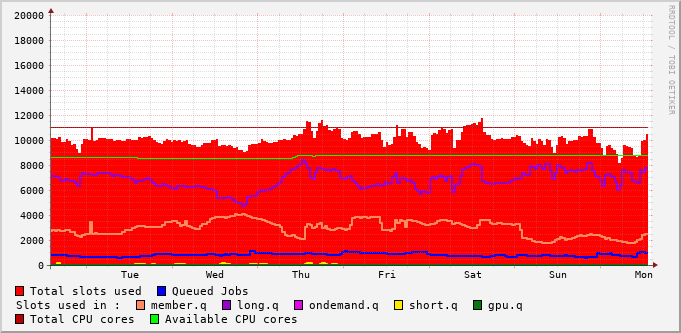 20000
18000
16000
14000
12000
10000
8000
6000
4000
2000
0
Tue Wed Thu Fri Sat Sun Mon
Total slots used Queued Jobs
Slots used in : member.q long.q ondemand.q short.q gpu.q
Total CPU cores Available CPU cores
RRDTOOL / TOBI OETIKER